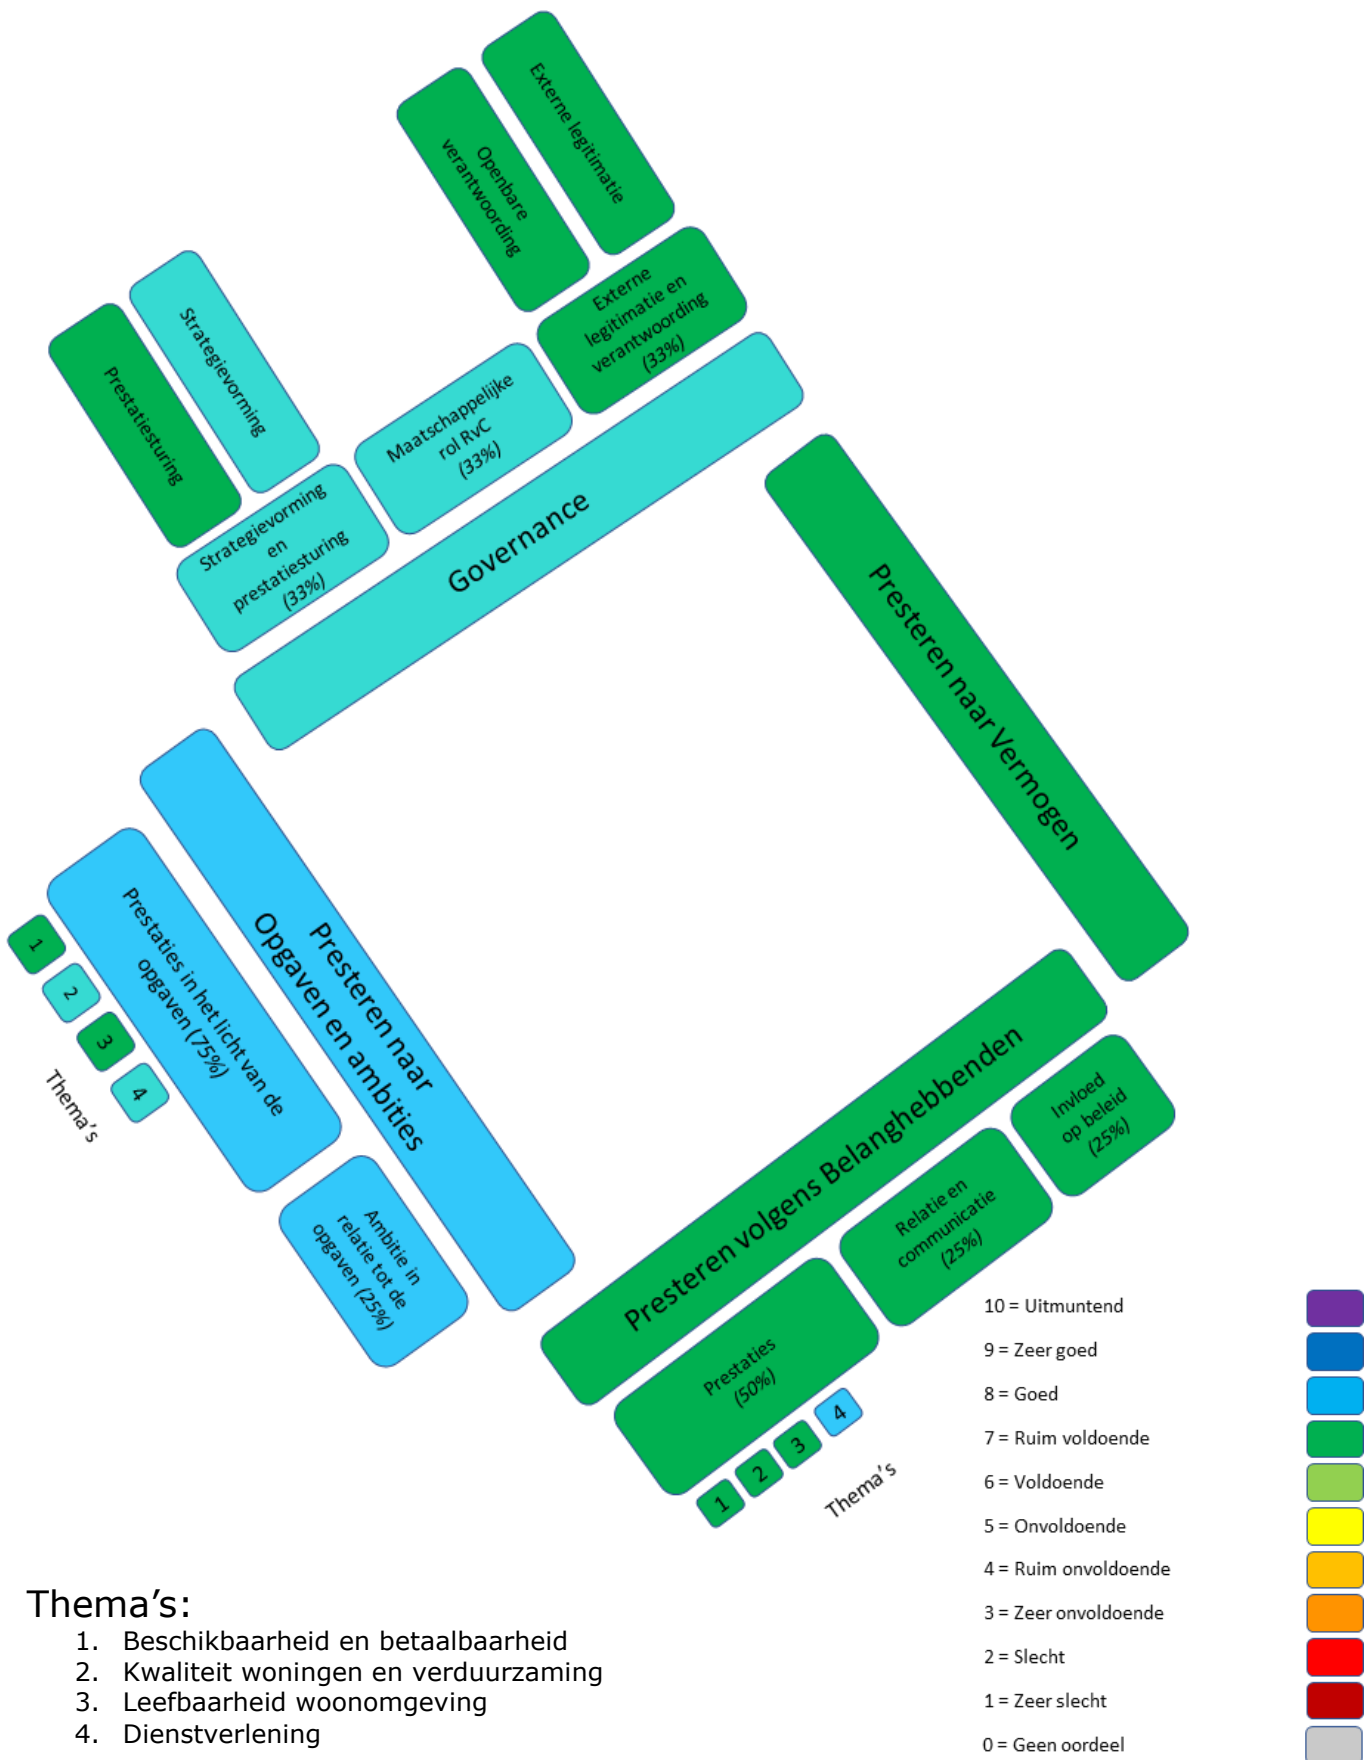 Externe legitimatie
Openbare
verantwoording
Externe
legitimatie en
verantwoording
(33%)
Strategievorming
Prestatiesturing
Maatschappelijke
rol RvC
(33%)
Strategievorming
en
prestatiesturing
(33%)
Governance
Presteren naar Vermogen
Presteren naar
Opgaven en ambities
Prestaties in het licht van de
opgaven (75%)
1
2
3
4
Thema's
Ambitie in
relatie tot de
opgaven (25%)
Presteren volgens Belanghebbenden
Invloed
op beleid
(25%)
Relatie en
communicatie
(25%)
Prestaties
(50%)
1
2
3
4
Thema's
10 = Uitmuntend
9 = Zeer goed
8 = Goed
7 = Ruim voldoende
6 = Voldoende
5 = Onvoldoende
4 = Ruim onvoldoende
3 = Zeer onvoldoende
2 = Slecht
1 = Zeer slecht
0 = Geen oordeel
Thema's:
1. Beschikbaarheid en betaalbaarheid
2. Kwaliteit woningen en verduurzaming
3. Leefbaarheid woonomgeving
4. Dienstverlening